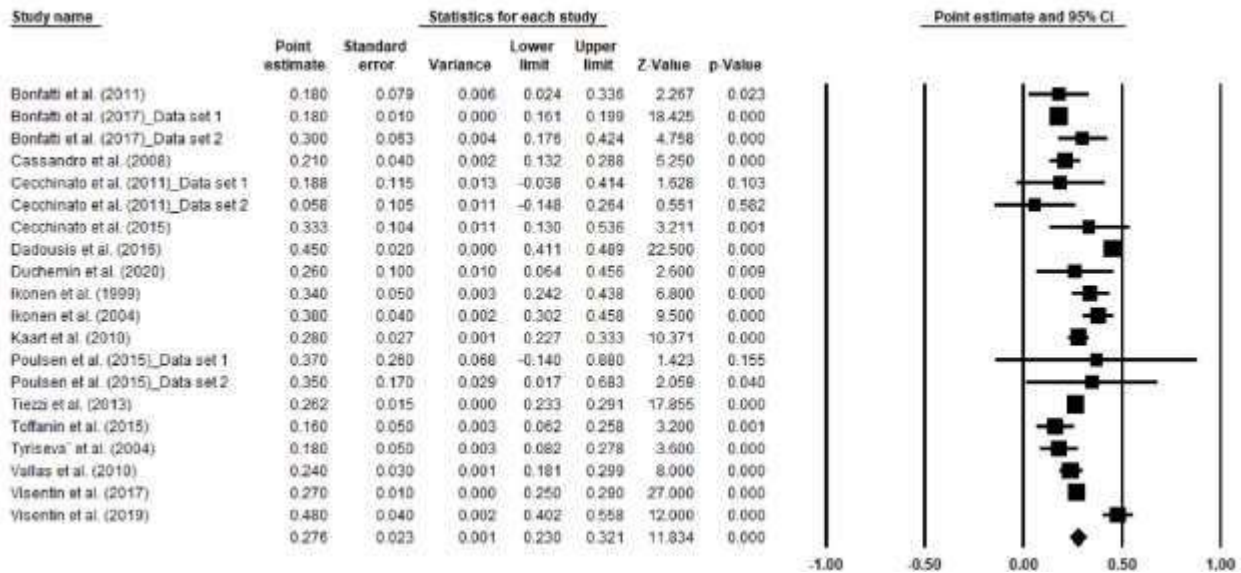 Study name Statistics for each study Point estimate and 95% CI
Point Standard Lower Upper
estimate error Variance limit limit Z-Value p-Value
Bonfatti et al. (2011) 0.180 0.079 0.006 0.024 0.336 2.267 0.023
Bonfatti et al. (2017)_Data set 1 0.180 0.010 0.000 0.161 0.199 18.425 0.000
Bonfatti et al. (2017)_Data set 2 0.300 0.063 0.004 0.176 0.424 4.758 0.000
Cassandro et al. (2008) 0.210 0.040 0.002 0.132 0.288 5.250 0.000
Cecchinato et al. (2011)_Data set 1 0.188 0.115 0.013 -0.038 0.414 1.628 0.103
Cecchinato et al. (2011)_Data set 2 0.058 0.105 0.011 -0.148 0.264 0.551 0.582
Cecchinato et al. (2015) 0.333 0.104 0.011 0.130 0.536 3.211 0.001
Dadousis et al. (2016) 0.450 0.020 0.000 0.411 0.489 22.500 0.000
Duchemin et al. (2020) 0.260 0.100 0.010 0.064 0.456 2.600 0.009
Ikonen et al. (1999) 0.340 0.050 0.003 0.242 0.438 6.800 0.000
Ikonen et al. (2004) 0.380 0.040 0.002 0.302 0.458 9.500 0.000
Kaart et al. (2010) 0.280 0.027 0.001 0.227 0.333 10.371 0.000
Poulsen et al. (2015)_Data set 1 0.370 0.260 0.068 -0.140 0.880 1.423 0.155
Poulsen et al. (2015)_Data set 2 0.350 0.170 0.029 0.017 0.683 2.059 0.040
Tiezzi et al. (2013) 0.262 0.015 0.000 0.233 0.291 17.855 0.000
Toffanin et al. (2015) 0.160 0.050 0.003 0.062 0.258 3.200 0.001
Tyriseva¨ et al. (2004) 0.180 0.050 0.003 0.082 0.278 3.600 0.000
Vallas et al. (2010) 0.240 0.030 0.001 0.181 0.299 8.000 0.000
Visentin et al. (2017) 0.270 0.010 0.000 0.250 0.290 27.000 0.000
Visentin et al. (2019) 0.480 0.040 0.002 0.402 0.558 12.000 0.000
0.276 0.023 0.001 0.230 0.321 11.834 0.000
-1.00 -0.50 0.00 0.50 1.00